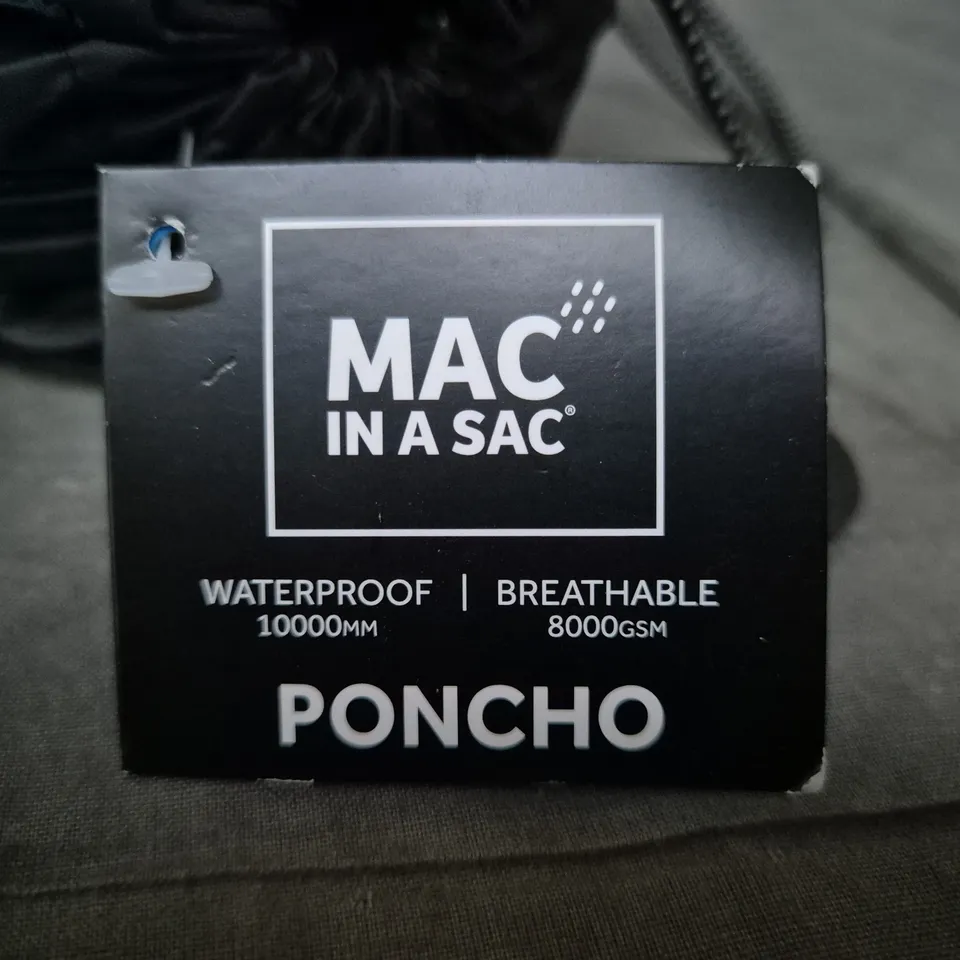 MAC
IN A SAC®
WATERPROOF | BREATHABLE
10000MM 8000GSM
PONCHO